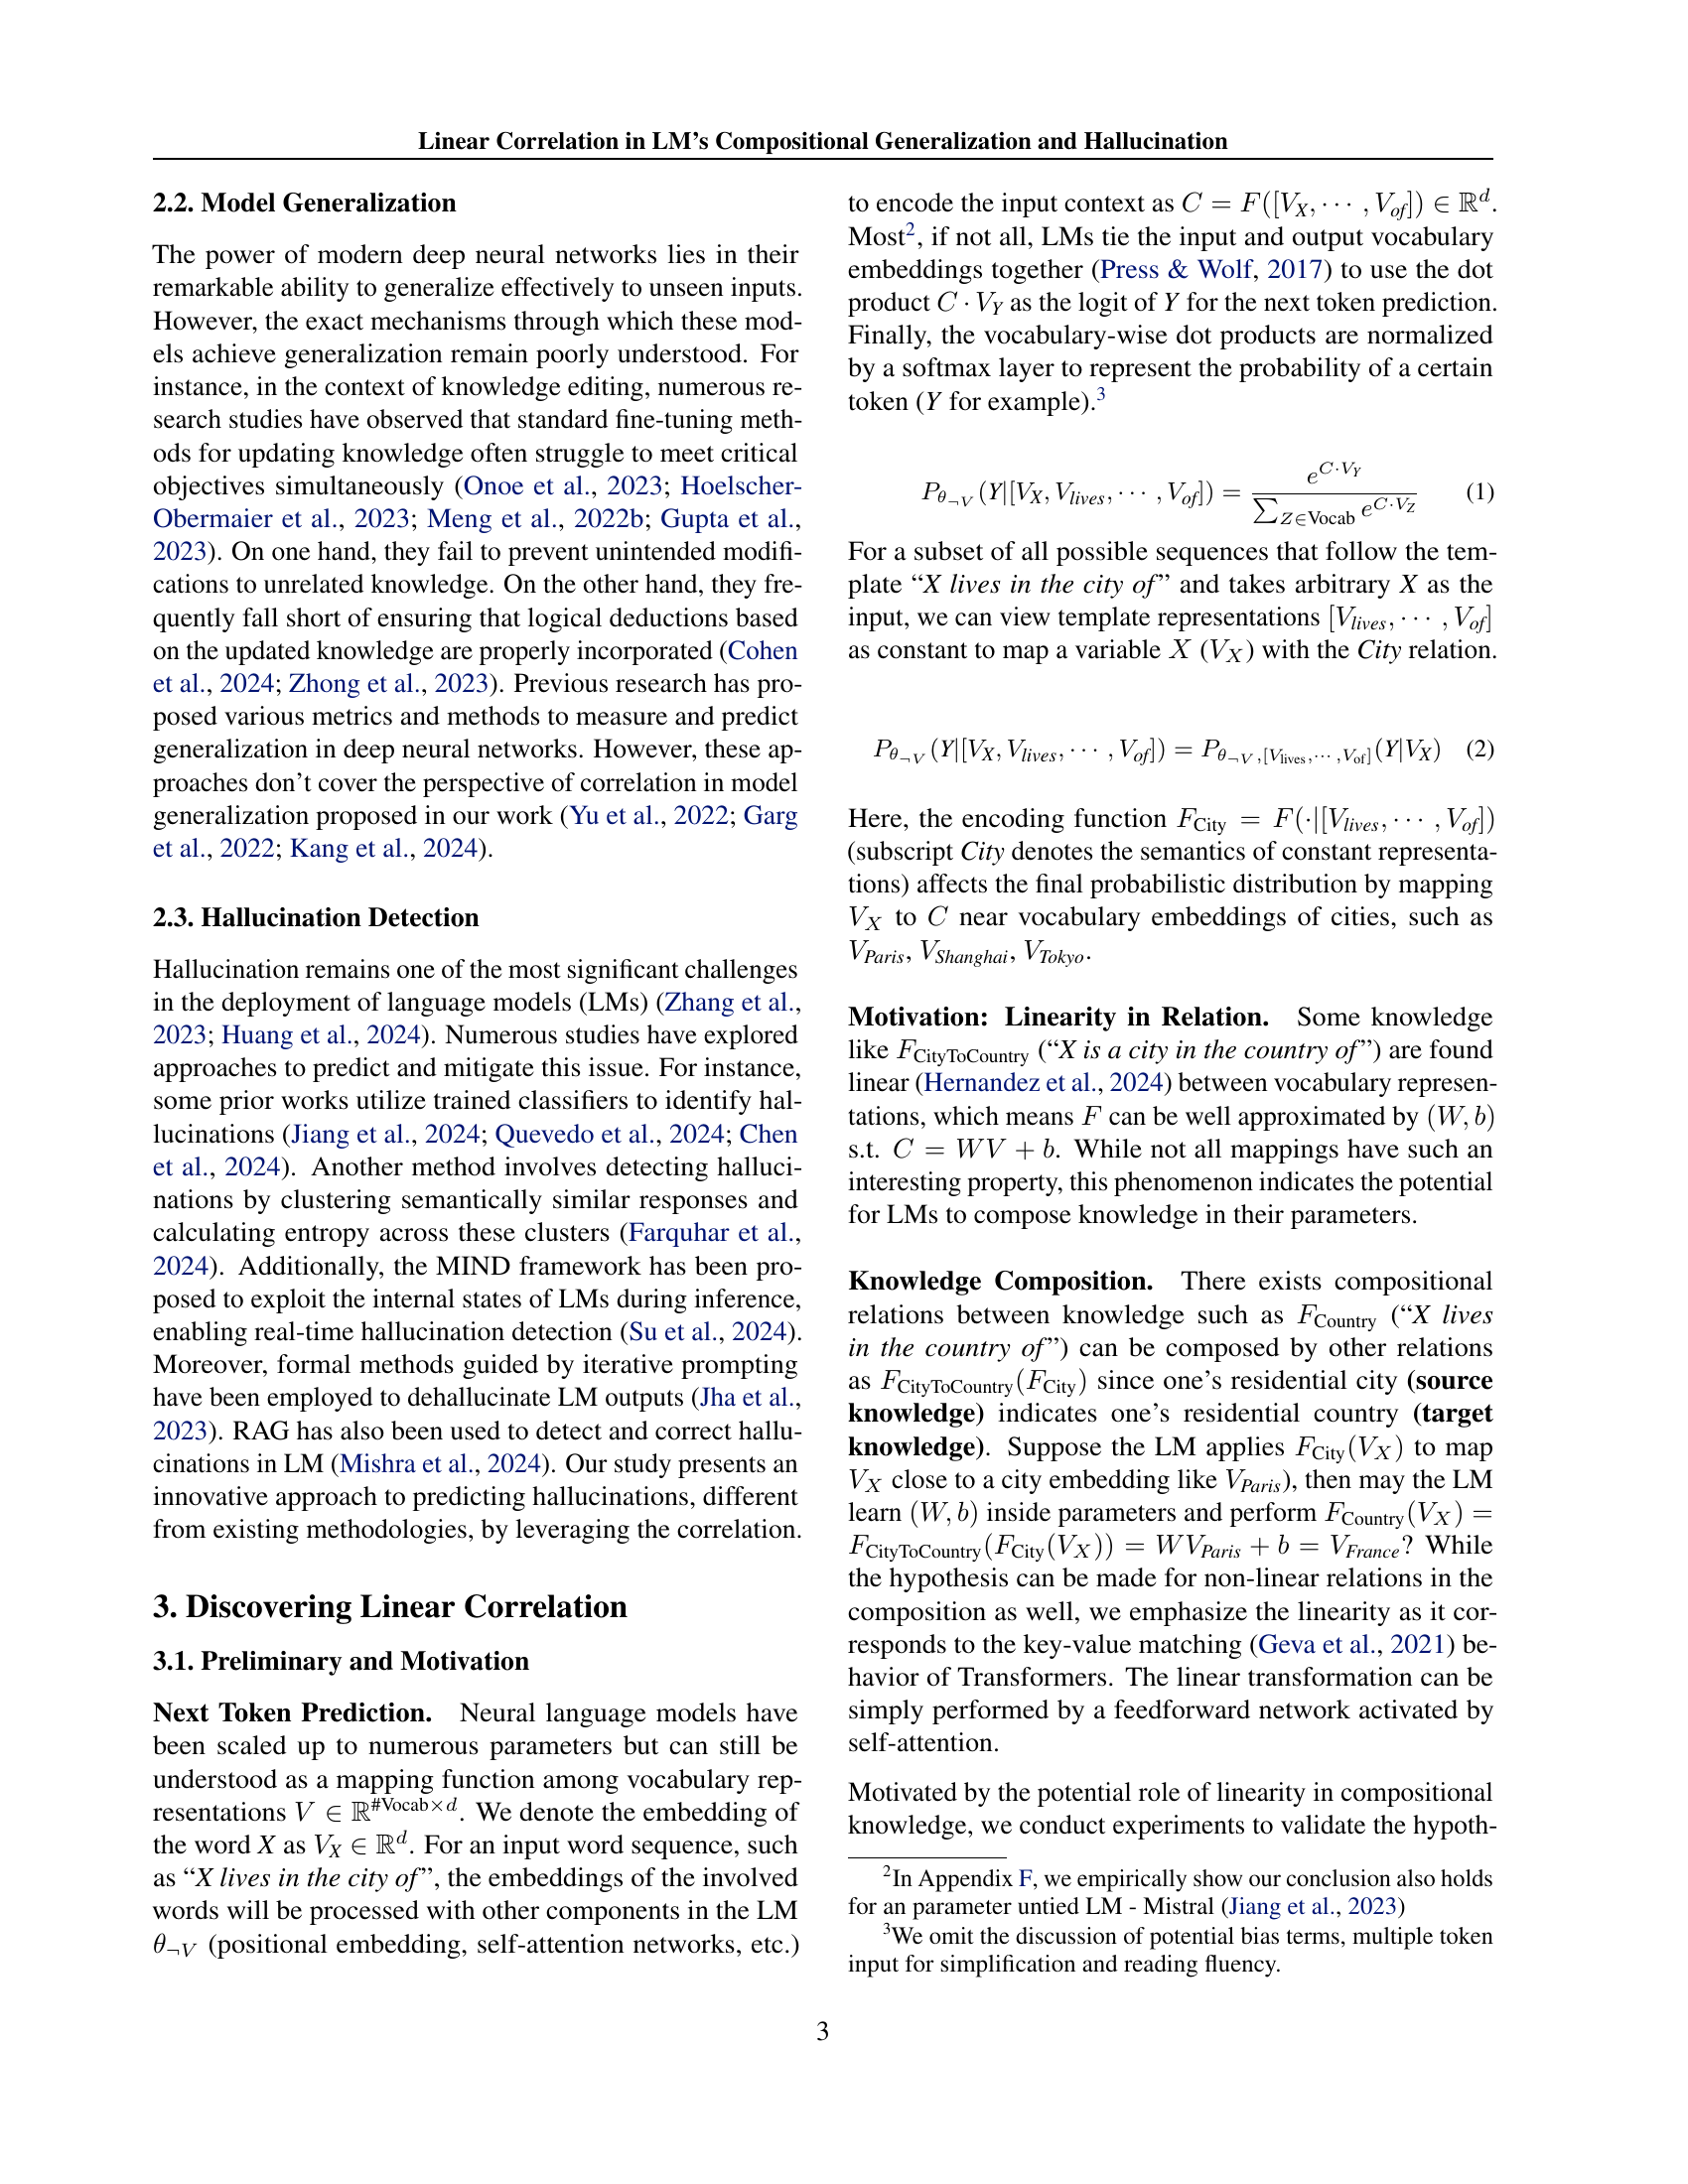 Linear Correlation in LM's Compositional Generalization and Hallucination
2.2. Model Generalization
The power of modern deep neural networks lies in their
remarkable ability to generalize effectively to unseen inputs.
However, the exact mechanisms through which these mod-
els achieve generalization remain poorly understood. For
instance, in the context of knowledge editing, numerous re-
search studies have observed that standard fine-tuning meth-
ods for updating knowledge often struggle to meet critical
objectives simultaneously (Onoe et al., 2023; Hoelscher-
Obermaier et al., 2023; Meng et al., 2022b; Gupta et al.,
2023). On one hand, they fail to prevent unintended modifi-
cations to unrelated knowledge. On the other hand, they fre-
quently fall short of ensuring that logical deductions based
on the updated knowledge are properly incorporated (Cohen
et al., 2024; Zhong et al., 2023). Previous research has pro-
posed various metrics and methods to measure and predict
generalization in deep neural networks. However, these ap-
proaches don't cover the perspective of correlation in model
generalization proposed in our work (Yu et al., 2022; Garg
et al., 2022; Kang et al., 2024).
2.3. Hallucination Detection
Hallucination remains one of the most significant challenges
in the deployment of language models (LMs) (Zhang et al.,
2023; Huang et al., 2024). Numerous studies have explored
approaches to predict and mitigate this issue. For instance,
some prior works utilize trained classifiers to identify hal-
lucinations (Jiang et al., 2024; Quevedo et al., 2024; Chen
et al., 2024). Another method involves detecting halluci-
nations by clustering semantically similar responses and
calculating entropy across these clusters (Farquhar et al.,
2024). Additionally, the MIND framework has been pro-
posed to exploit the internal states of LMs during inference,
enabling real-time hallucination detection (Su et al., 2024).
Moreover, formal methods guided by iterative prompting
have been employed to dehallucinate LM outputs (Jha et al.,
2023). RAG has also been used to detect and correct hallu-
cinations in LM (Mishra et al., 2024). Our study presents an
innovative approach to predicting hallucinations, different
from existing methodologies, by leveraging the correlation.
3. Discovering Linear Correlation
3.1. Preliminary and Motivation
Next Token Prediction. Neural language models have
been scaled up to numerous parameters but can still be
understood as a mapping function among vocabulary rep-
resentations $V \in \mathbb{R}^{\#\text{Vocab}\times d}$. We denote the embedding of
the word X as $V_X \in \mathbb{R}^d$. For an input word sequence, such
as “X lives in the city of”, the embeddings of the involved
words will be processed with other components in the LM
$\theta_{\neg V}$ (positional embedding, self-attention networks, etc.)
to encode the input context as $C = F([V_X, \cdots, V_{of}]) \in \mathbb{R}^d$.
Most², if not all, LMs tie the input and output vocabulary
embeddings together (Press & Wolf, 2017) to use the dot
product $C \cdot V_Y$ as the logit of Y for the next token prediction.
Finally, the vocabulary-wise dot products are normalized
by a softmax layer to represent the probability of a certain
token (Y for example).³
$P_{\theta_{\neg V}}(Y|[V_X, V_{lives}, \cdots, V_{of}]) = \frac{e^{C \cdot V_Y}}{\sum_{Z \in \text{Vocab}} e^{C \cdot V_Z}}$ (1)
For a subset of all possible sequences that follow the tem-
plate “X lives in the city of” and takes arbitrary X as the
input, we can view template representations $[V_{lives}, \cdots, V_{of}]$
as constant to map a variable $X$ ($V_X$) with the City relation.
$P_{\theta_{\neg V}}(Y|[V_X, V_{lives}, \cdots, V_{of}]) = P_{\theta_{\neg V},[V_{\text{lives}}, \cdots, V_{\text{of}}]}(Y|V_X)$ (2)
Here, the encoding function $F_{\text{City}} = F(\cdot|[V_{lives}, \cdots, V_{of}])$
(subscript City denotes the semantics of constant representa-
tions) affects the final probabilistic distribution by mapping
$V_X$ to $C$ near vocabulary embeddings of cities, such as
$V_{Paris}$, $V_{Shanghai}$, $V_{Tokyo}$.
Motivation: Linearity in Relation. Some knowledge
like $F_{\text{CityToCountry}}$ (“X is a city in the country of”) are found
linear (Hernandez et al., 2024) between vocabulary represen-
tations, which means $F$ can be well approximated by $(W, b)$
s.t. $C = WV + b$. While not all mappings have such an
interesting property, this phenomenon indicates the potential
for LMs to compose knowledge in their parameters.
Knowledge Composition. There exists compositional
relations between knowledge such as $F_{\text{Country}}$ (“X lives
in the country of”) can be composed by other relations
as $F_{\text{CityToCountry}}(F_{\text{City}})$ since one's residential city (source
knowledge) indicates one's residential country (target
knowledge). Suppose the LM applies $F_{\text{City}}(V_X)$ to map
$V_X$ close to a city embedding like $V_{Paris}$), then may the LM
learn $(W, b)$ inside parameters and perform $F_{\text{Country}}(V_X) =$
$F_{\text{CityToCountry}}(F_{\text{City}}(V_X)) = WV_{Paris} + b = V_{France}$? While
the hypothesis can be made for non-linear relations in the
composition as well, we emphasize the linearity as it cor-
responds to the key-value matching (Geva et al., 2021) be-
havior of Transformers. The linear transformation can be
simply performed by a feedforward network activated by
self-attention.
Motivated by the potential role of linearity in compositional
knowledge, we conduct experiments to validate the hypoth-
²In Appendix F, we empirically show our conclusion also holds
for an parameter untied LM - Mistral (Jiang et al., 2023)
³We omit the discussion of potential bias terms, multiple token
input for simplification and reading fluency.
3